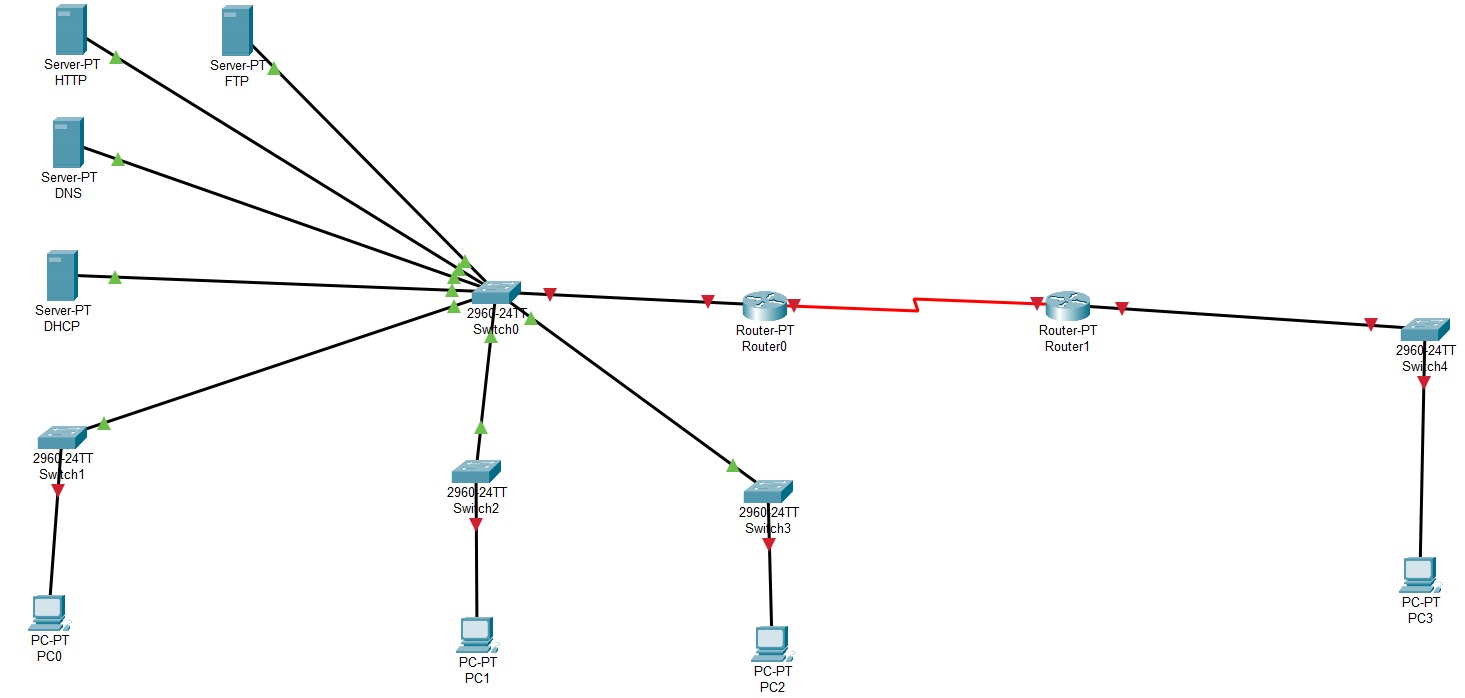 Server-PT
HTTP
Server-PT
FTP
Server-PT
DNS
Server-PT
DHCP
2960-24TT
Switch0
Router-PT
Router0
Router-PT
Router1
2960-24TT
Switch4
2960-24TT
Switch1
2960-24TT
Switch2
2960-24TT
Switch3
PC-PT
PC0
PC-PT
PC1
PC-PT
PC2
PC-PT
PC3